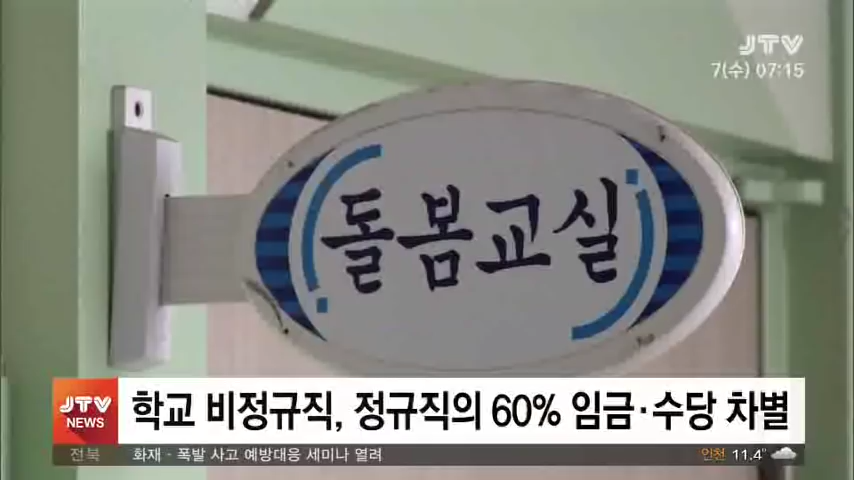 JTV
7(수) 07:15
돌봄교실
JTV
NEWS
학교 비정규직, 정규직의 60% 임금·수당 차별
전북
화재 - 폭발 사고 예방대응 세미나 열려
인천 11.4°